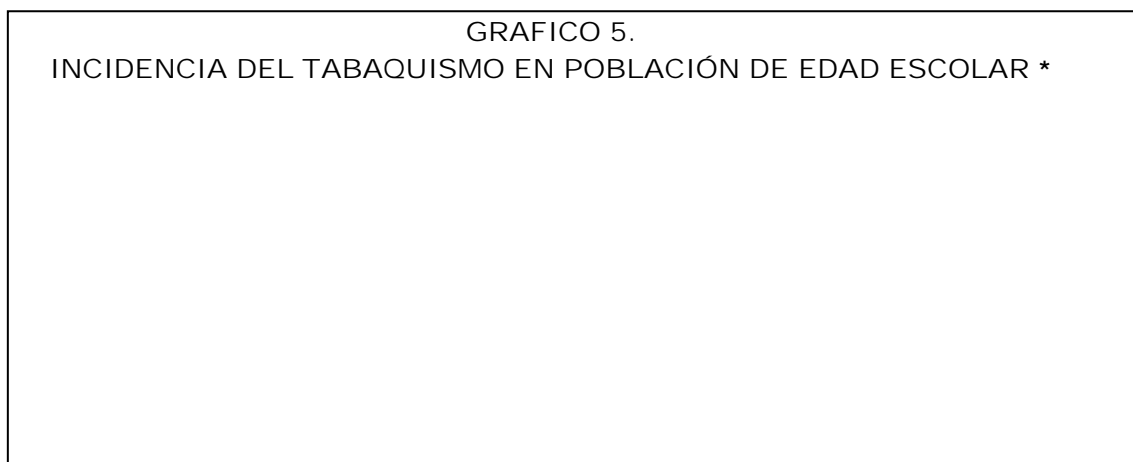 GRAFICO 5.
INCIDENCIA DEL TABAQUISMO EN POBLACIÓN DE EDAD ESCOLAR *